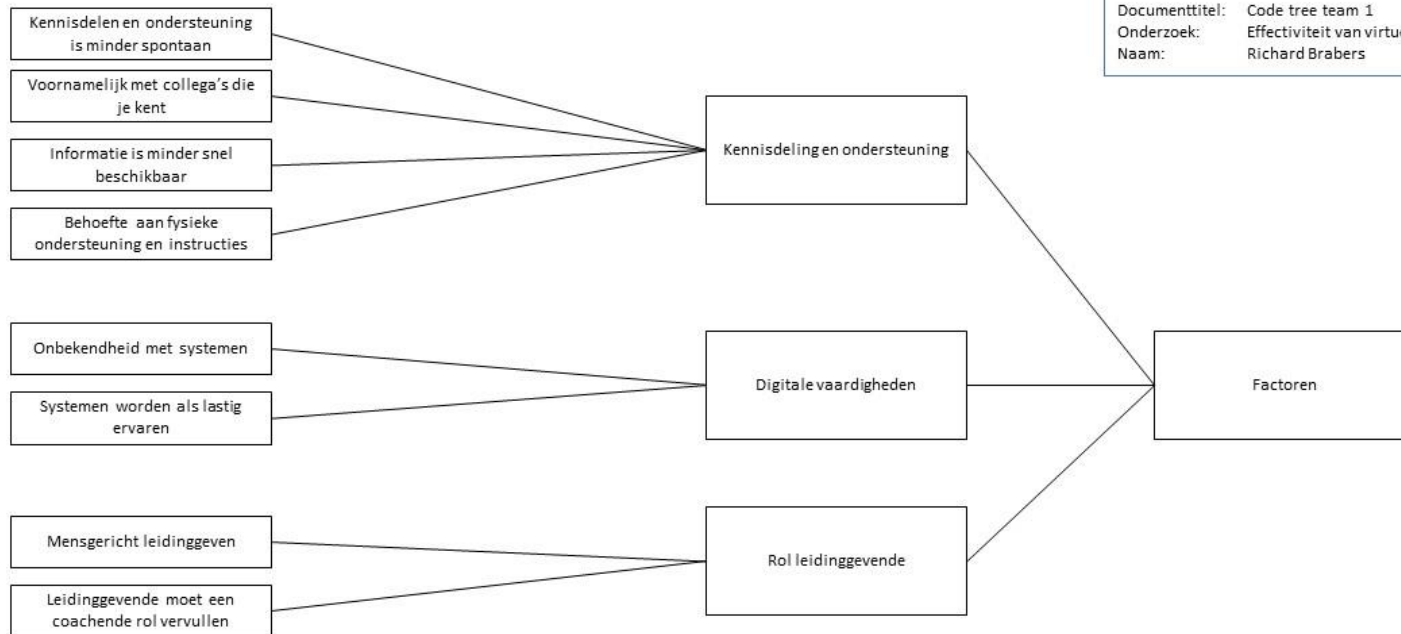 Documenttitel: Code tree team 1
Onderzoek: Effectiviteit van
Naam: Richard Brabers
Kennisdelen en ondersteuning
is minder spontaan
Voornamelijk met collega's die
je kent
Informatie is minder snel
beschikbaar
Behoefte aan fysieke
ondersteuning en instructies
Kennisdeling en ondersteuning
Onbekendheid met systemen
Systemen worden als lastig
ervaren
Digitale vaardigheden
Mensgericht leidinggeven
Leidinggevende moet een
coachende rol vervullen
Rol leidinggevende
Factoren